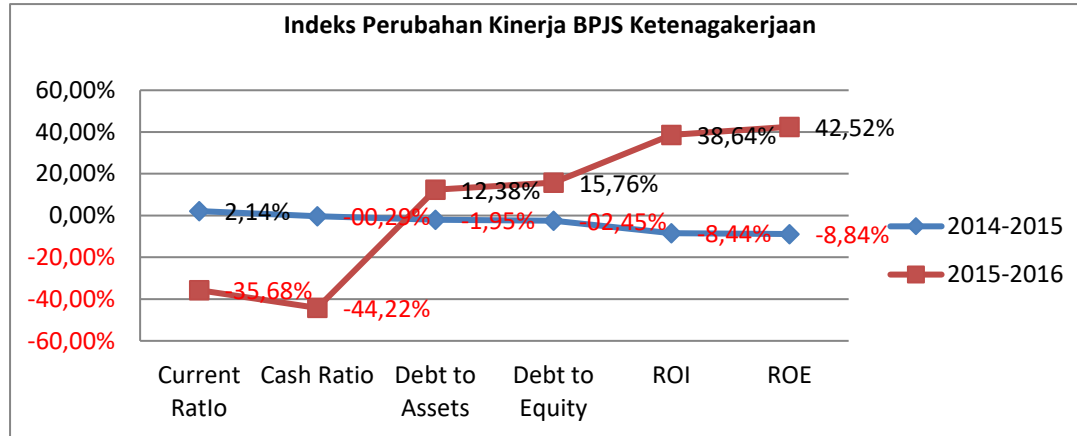 Indeks Perubahan Kinerja BPJS Ketenagakerjaan
60,00%
40,00%
20,00%
0,00%
-20,00%
-40,00%
-60,00%
2,14%
-00,29%
-1,95%
-02,45%
-8,44%
-8,84%
-35,68%
-44,22%
12,38%
15,76%
38,64%
42,52%
Current
RatIo
Cash Ratio
Debt to
Assets
Debt to
Equity
ROI
ROE
2014-2015
2015-2016